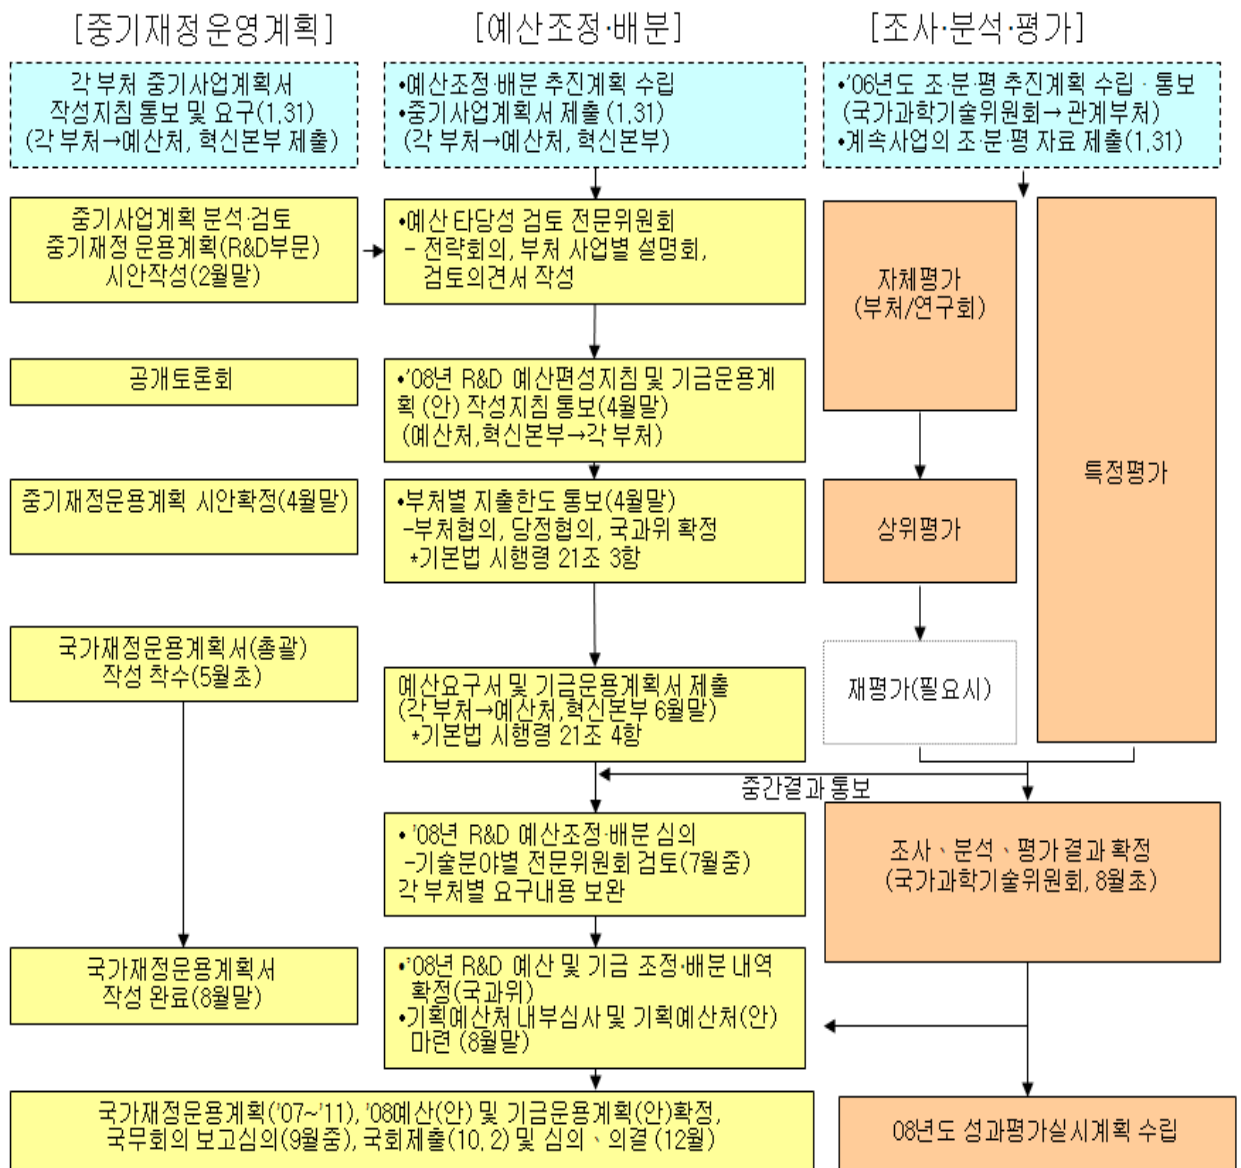 [중기재정운영계획]
각 부처 중기사업계획서
작성지침 통보 및 요구(1.31)
(각 부처→예산처, 혁신본부 제출)
중기사업계획 분석·검토
중기재정 운용계획(R&D부문)
시안작성(2월말)
공개토론회
중기재정운용계획 시안확정(4월말)
국가재정운용계획서(총괄)
작성 착수(5월초)
국가재정운용계획서
작성 완료(8월말)
[예산조정·배분]
•예산조정·배분 추진계획 수립
•중기사업계획서 제출 (1.31)
(각 부처→예산처, 혁신본부)
•예산 타당성 검토 전문위원회
- 전략회의, 부처 사업별 설명회,
검토의견서 작성
•'08년 R&D 예산편성지침 및 기금운용계
획 (안) 작성지침 통보(4월말)
(예산처,혁신본부→각 부처)
•부처별 지출한도 통보(4월말)
-부처협의, 당정협의, 국과위 확정
*기본법 시행령 21조 3항
예산요구서 및 기금운용계획서 제출
(각 부처→예산처,혁신본부 6월말)
*기본법 시행령 21조 4항
• '08년 R&D 예산조정·배분 심의
-기술분야별 전문위원회 검토(7월중)
각 부처별 요구내용 보완
•'08년 R&D 예산 및 기금 조정·배분 내역
확정(국과위)
•기획예산처 내부심사 및 기획예산처(안)
마련 (8월말)
국가재정운용계획('07~'11), '08예산(안) 및 기금운용계획(안)확정,
국무회의 보고심의(9월중), 국회제출(10. 2) 및 심의、의결 (12월)
[조사·분석·평가]
•'06년도 조·분·평 추진계획 수립 · 통보
(국가과학기술위원회→ 관계부처)
•계속사업의 조·분·평 자료 제출(1.31)
자체평가
(부처/연구회)
상위평가
재평가(필요시)
특정평가
중간결과 통보
조사、분석、평가 결과 확정
(국가과학기술위원회, 8월초)
08년도 성과평가실시계획 수립